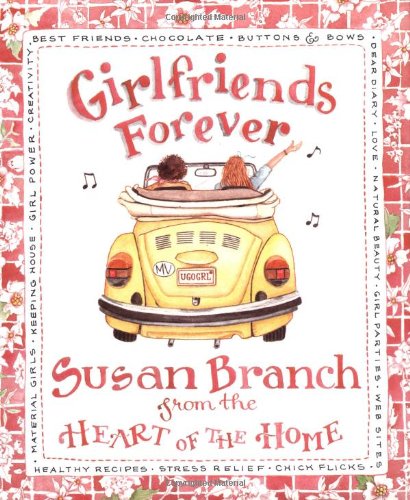 BEST FRIENDS · CHOCOLATE · BUTTONS & BOWS ·
DEAR DIARY · LOVE · NATURAL BEAUTY · GIRL PARTIES · WEB SITES
MATERIAL GIRLS · KEEPING HOUSE · GIRL POWER · CREATIVITY ·
Girlfriends
Forever
MV
UGOGRL
Susan Branch
from the
HEART OF THE HOME
HEALTHY RECIPES · STRESS RELIEF · CHICK FLICKS ·